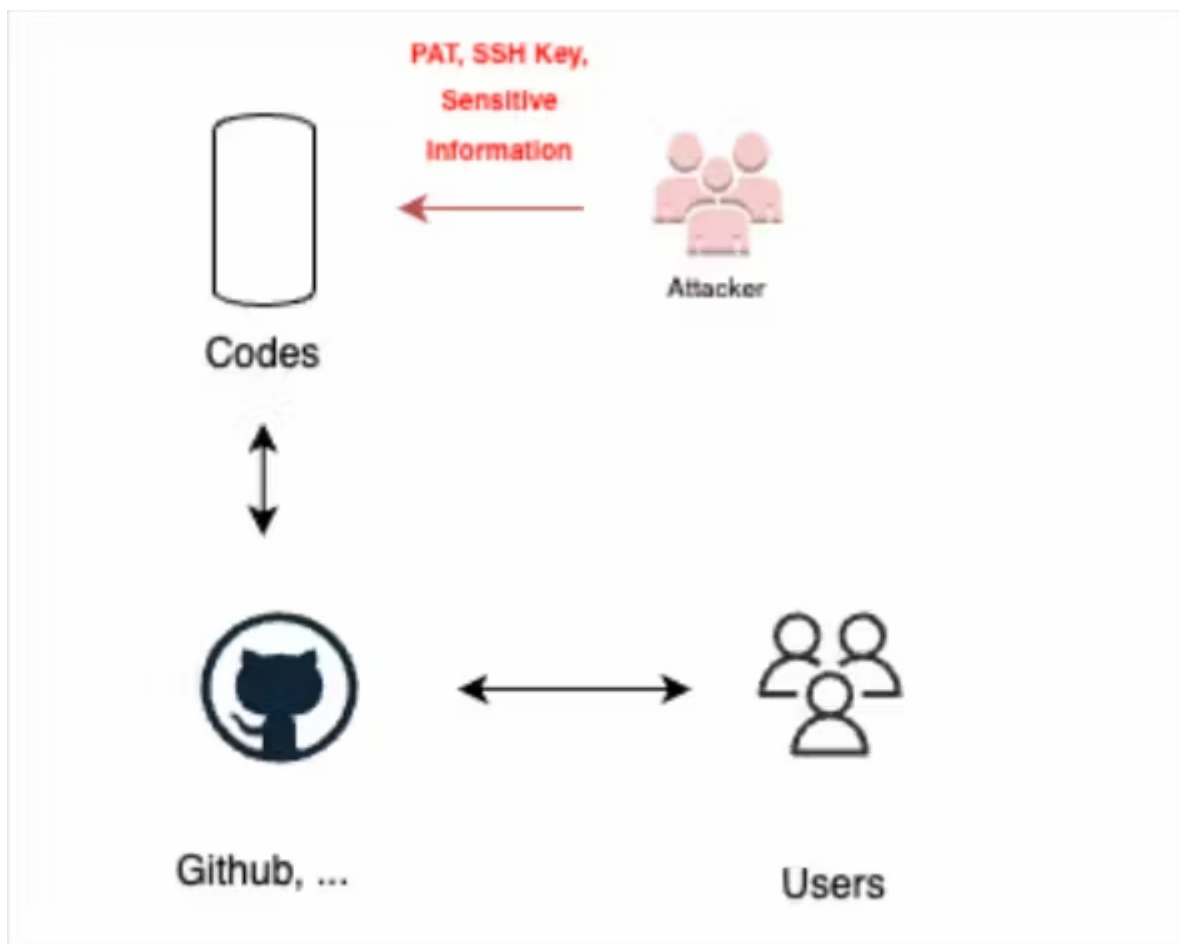 PAT, SSH Key,
Sensitive
Information
Attacker
Codes
Github, ...
Users